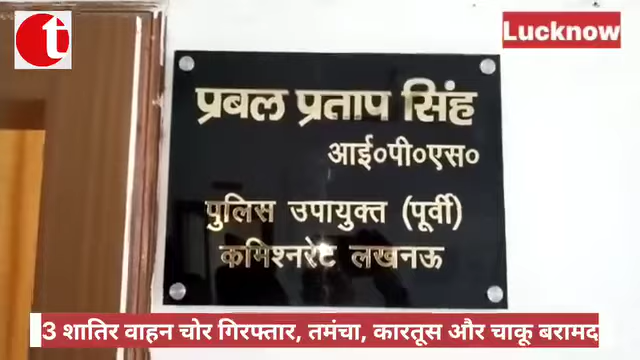 t
Lucknow
प्रबल प्रताप सिंह
आई०पी०एस०
पुलिस उपायुक्त (पूर्वी)
कमिश्नरेट लखनऊ
3 शातिर वाहन चोर गिरफ्तार, तमंचा, कारतूस और चाकू बरामद